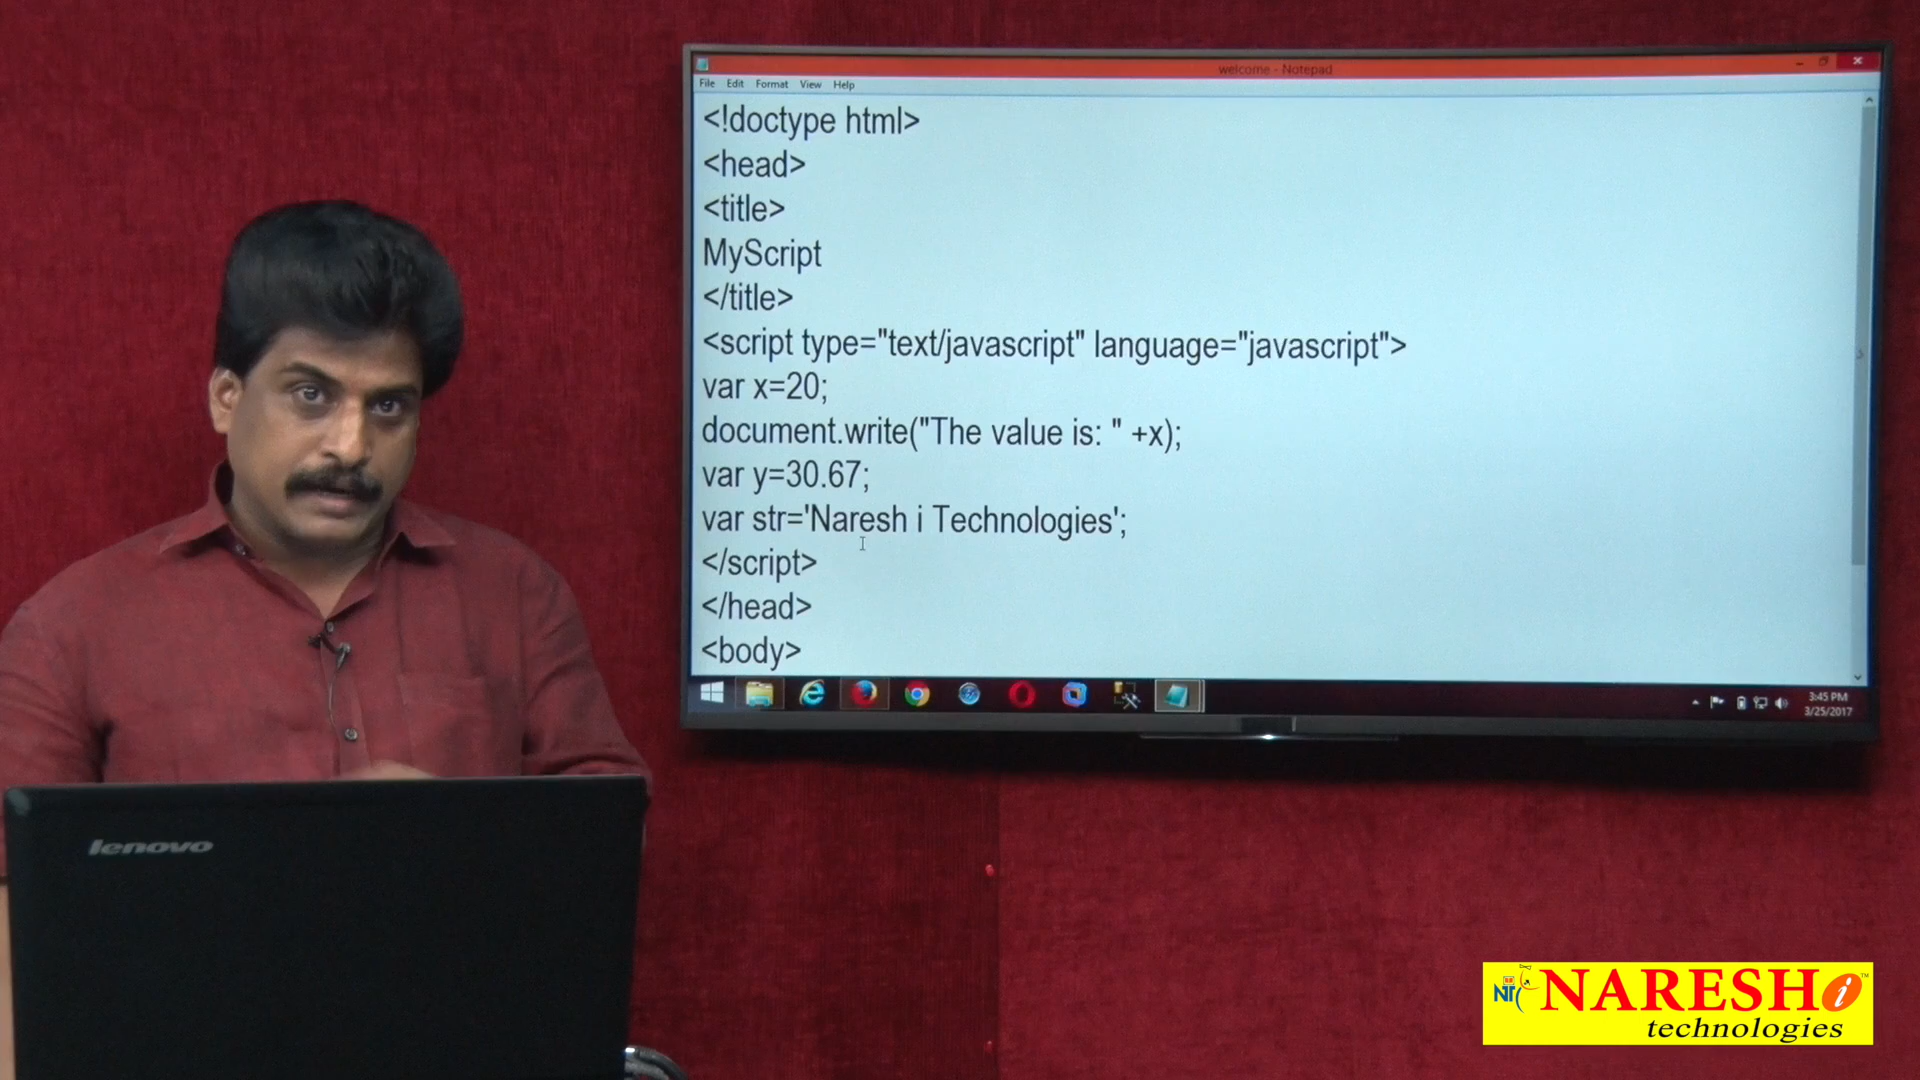 welcome - Notepad
File Edit Format View Help
<!doctype html>
<head>
<title>
MyScript
</title>
<script type="text/javascript" language="javascript">
var x=20;
document.write("The value is: " +x);
var y=30.67;
var str='Naresh i Technologies';
</script>
</head>
<body>
3:45 PM
3/25/2017
lenovo
NARESH i
technologies